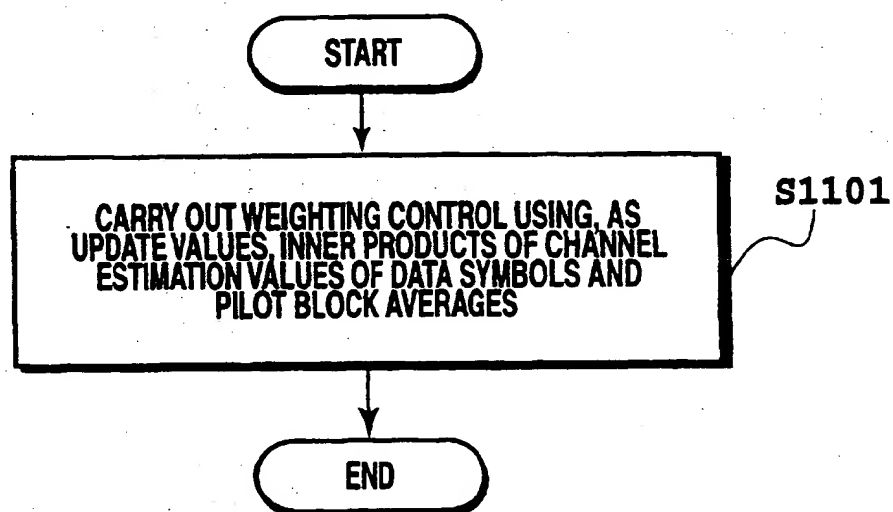 START
CARRY OUT WEIGHTING CONTROL USING, AS
UPDATE VALUES, INNER PRODUCTS OF CHANNEL
ESTIMATION VALUES OF DATA SYMBOLS AND
PILOT BLOCK AVERAGES
S1101
END